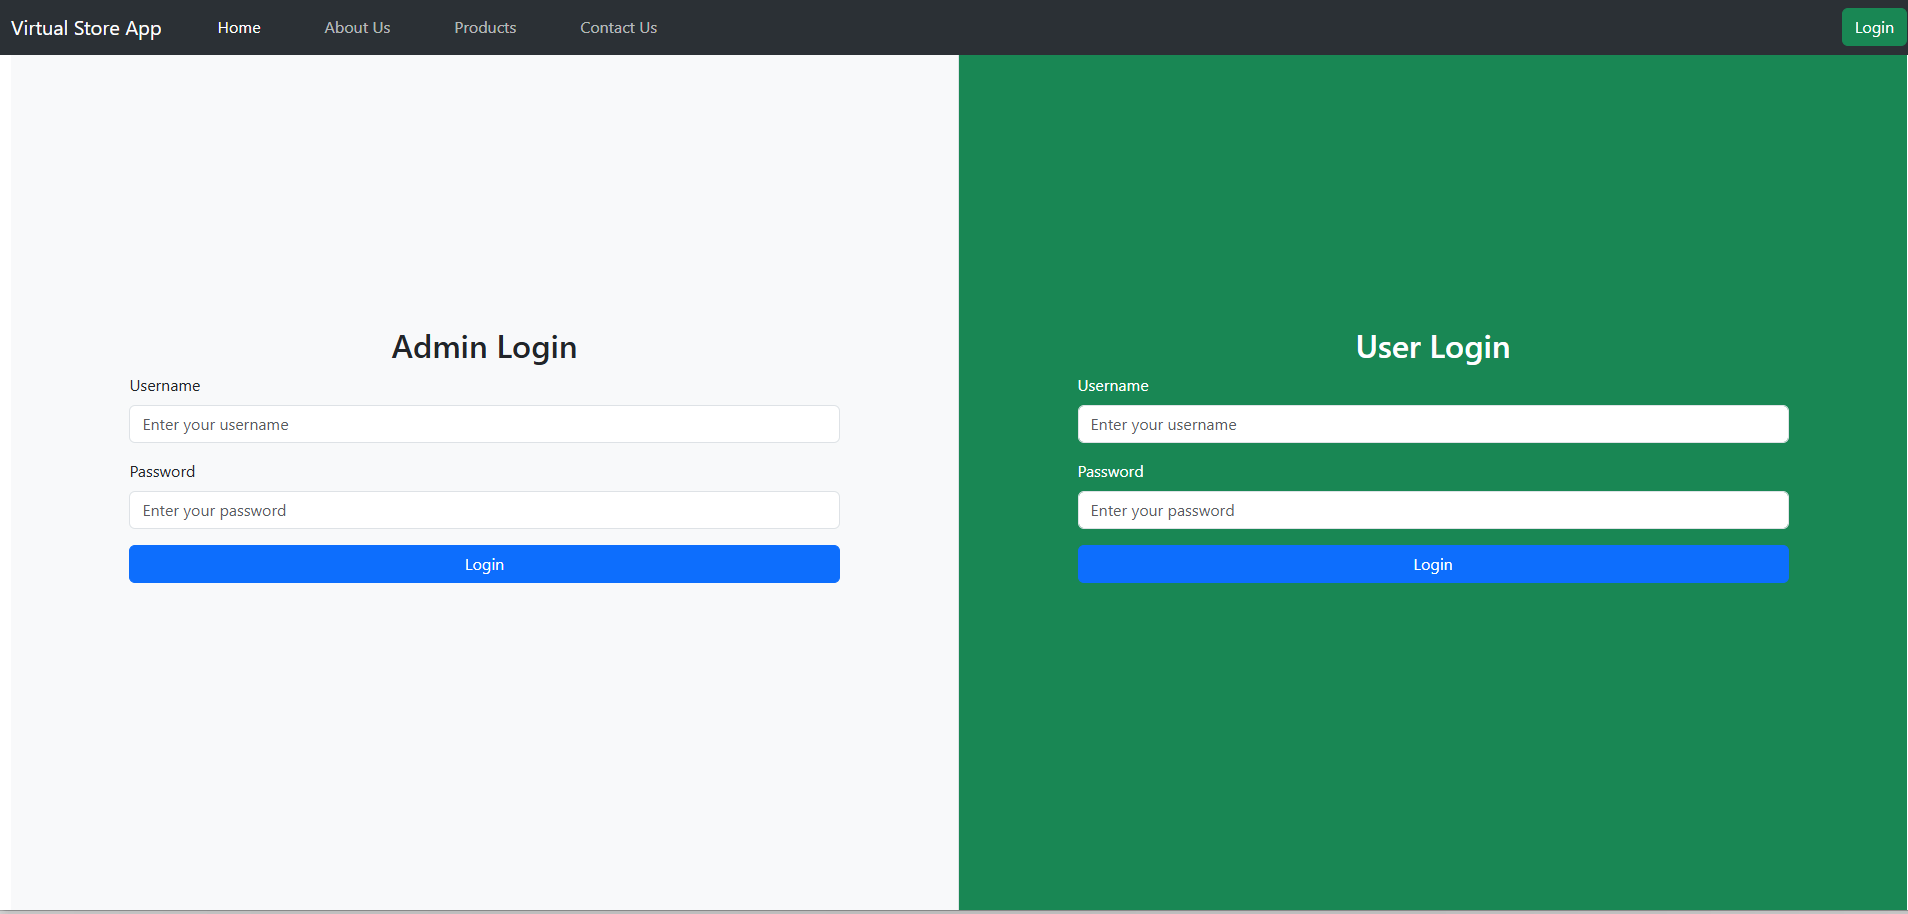 Virtual Store App Home About Us Products Contact Us Login
Admin Login
Username
Enter your username
Password
Enter your password
Login
User Login
Username
Enter your username
Password
Enter your password
Login